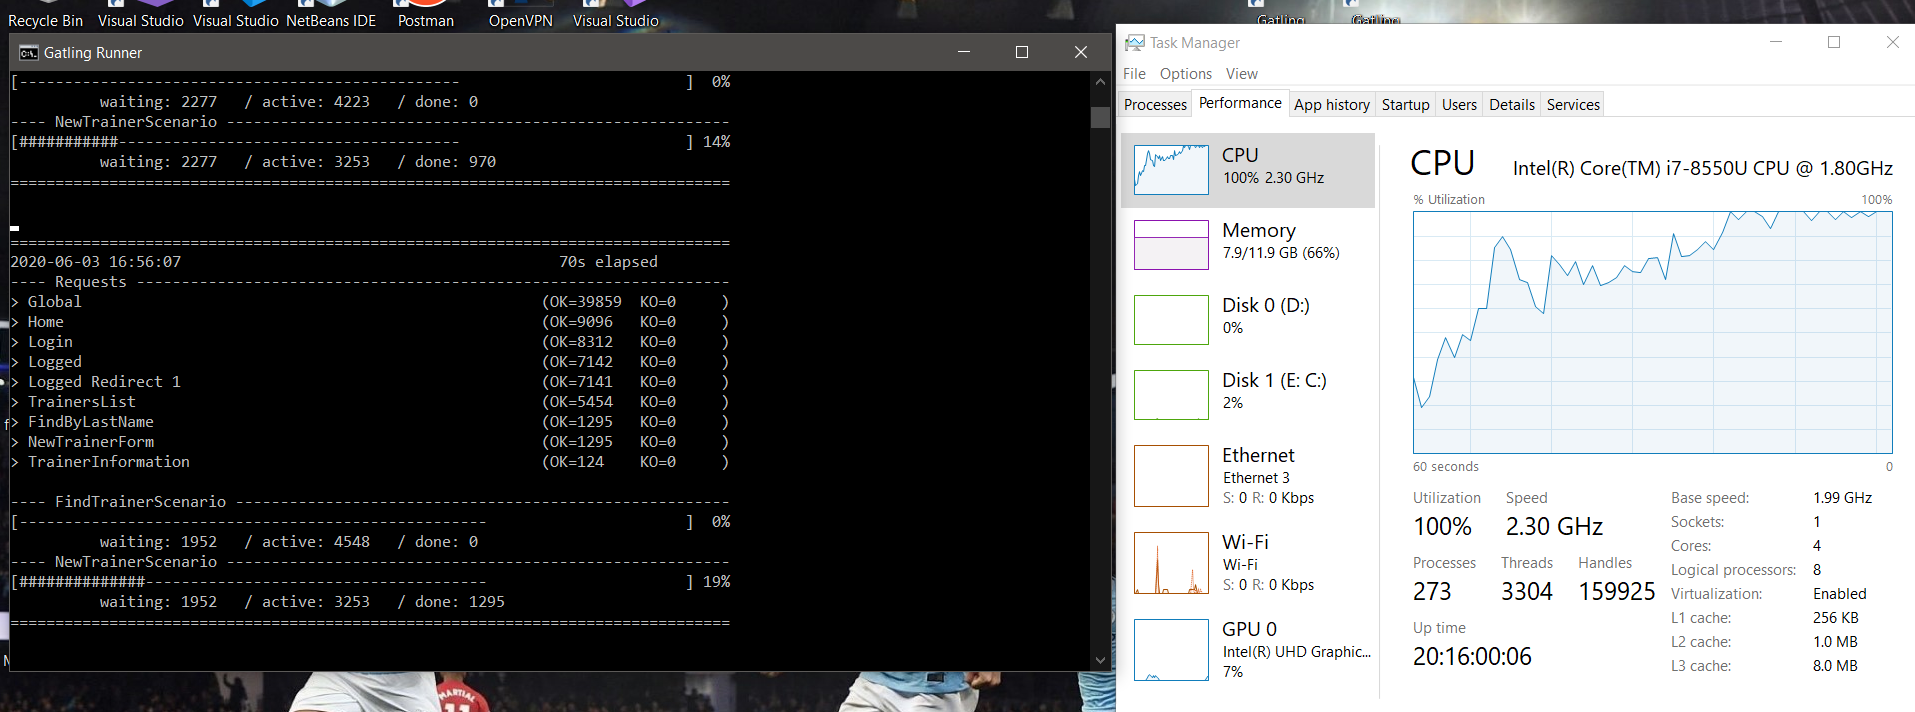 Recycle Bin
Visual Studio
Visual Studio
NetBeans IDE
Postman
OpenVPN
Visual Studio
Gatling
Gatling
Gatling Runner
[-------------------------------------------------                         ]  0%
waiting: 2277   / active: 4223   / done: 0
---- NewTrainerScenario --------------------------------------------------------
[###########--------------------------------------                         ] 14%
waiting: 2277   / active: 3253   / done: 970
================================================================================
================================================================================
2020-06-03 16:56:07                                          70s elapsed
---- Requests ------------------------------------------------------------------
> Global                                                   (OK=39859  KO=0     )
> Home                                                     (OK=9096   KO=0     )
> Login                                                    (OK=8312   KO=0     )
> Logged                                                   (OK=7142   KO=0     )
> Logged Redirect 1                                        (OK=7141   KO=0     )
> TrainersList                                             (OK=5454   KO=0     )
> FindByLastName                                           (OK=1295   KO=0     )
> NewTrainerForm                                           (OK=1295   KO=0     )
> TrainerInformation                                       (OK=124    KO=0     )
---- FindTrainerScenario -------------------------------------------------------
[----------------------------------------------------                      ]  0%
waiting: 1952   / active: 4548   / done: 0
---- NewTrainerScenario --------------------------------------------------------
[##############--------------------------------------                      ] 19%
waiting: 1952   / active: 3253   / done: 1295
================================================================================
MARTIAL
11
Task Manager
File Options View
Processes Performance App history Startup Users Details Services
CPU
100% 2.30 GHz
Memory
7.9/11.9 GB (66%)
Disk 0 (D:)
0%
Disk 1 (E: C:)
2%
Ethernet
Ethernet 3
S: 0 R: 0 Kbps
Wi-Fi
Wi-Fi
S: 0 R: 0 Kbps
GPU 0
Intel(R) UHD Graphic...
7%
CPU Intel(R) Core(TM) i7-8550U CPU @ 1.80GHz
% Utilization 100%
60 seconds 0
Utilization Speed
100% 2.30 GHz
Processes Threads Handles
273 3304 159925
Up time
20:16:00:06
Base speed: 1.99 GHz
Sockets: 1
Cores: 4
Logical processors: 8
Virtualization: Enabled
L1 cache: 256 KB
L2 cache: 1.0 MB
L3 cache: 8.0 MB